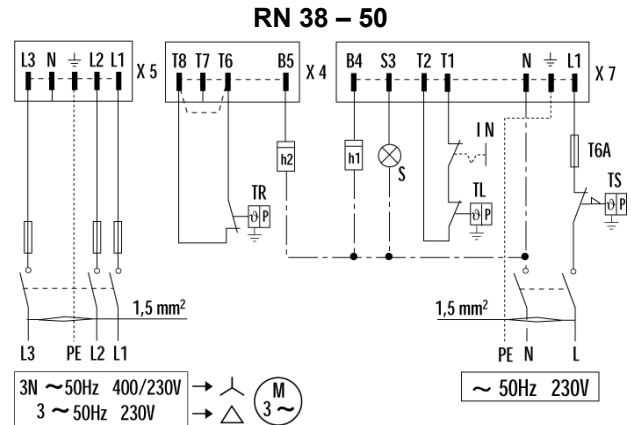 RN 38 – 50
L3 N L2 L1 X 5
T8 T7 T6 B5 X 4
B4 S3 T2 T1 N L1 X 7
h2
h1
S
I N
T6A
TR
ϑ P
TL
ϑ P
TS
ϑ P
1,5 mm²
1,5 mm²
L3 PE L2 L1
PE N L
3N ~ 50Hz 400/230V
3 ~ 50Hz 230V
M
3 ~
~ 50Hz 230V